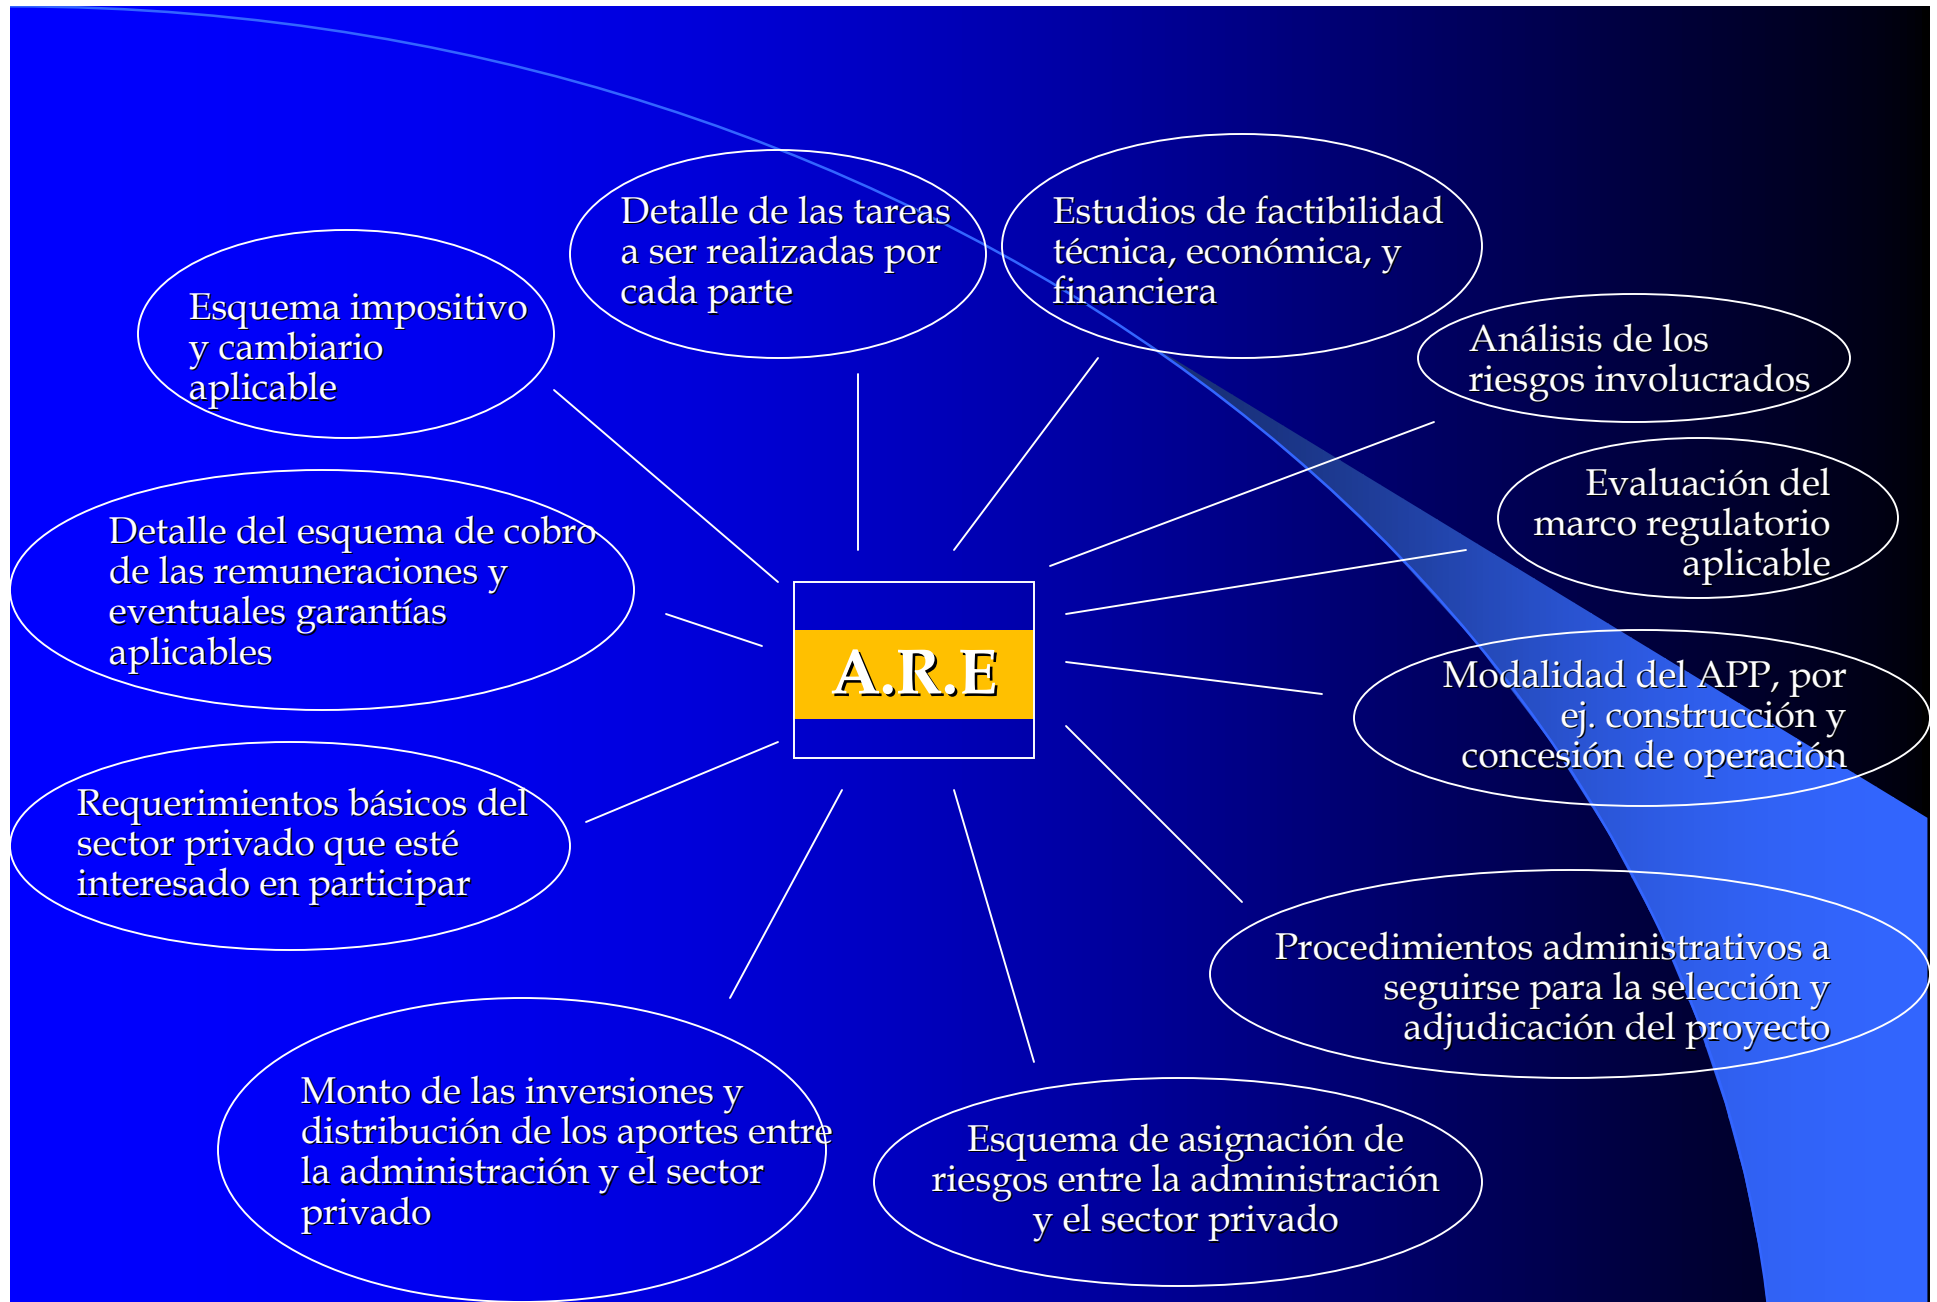 Detalle de las tareas
a ser realizadas por
cada parte
Estudios de factibilidad
técnica, económica, y
financiera
Esquema impositivo
y cambiario
aplicable
Análisis de los
riesgos involucrados
Evaluación del
marco regulatorio
aplicable
Detalle del esquema de cobro
de las remuneraciones y
eventuales garantías
aplicables
A.R.E
Modalidad del APP, por
ej. construcción y
concesión de operación
Requerimientos básicos del
sector privado que esté
interesado en participar
Procedimientos administrativos a
seguirse para la selección y
adjudicación del proyecto
Monto de las inversiones y
distribución de los aportes entre
la administración y el sector
privado
Esquema de asignación de
riesgos entre la administración
y el sector privado